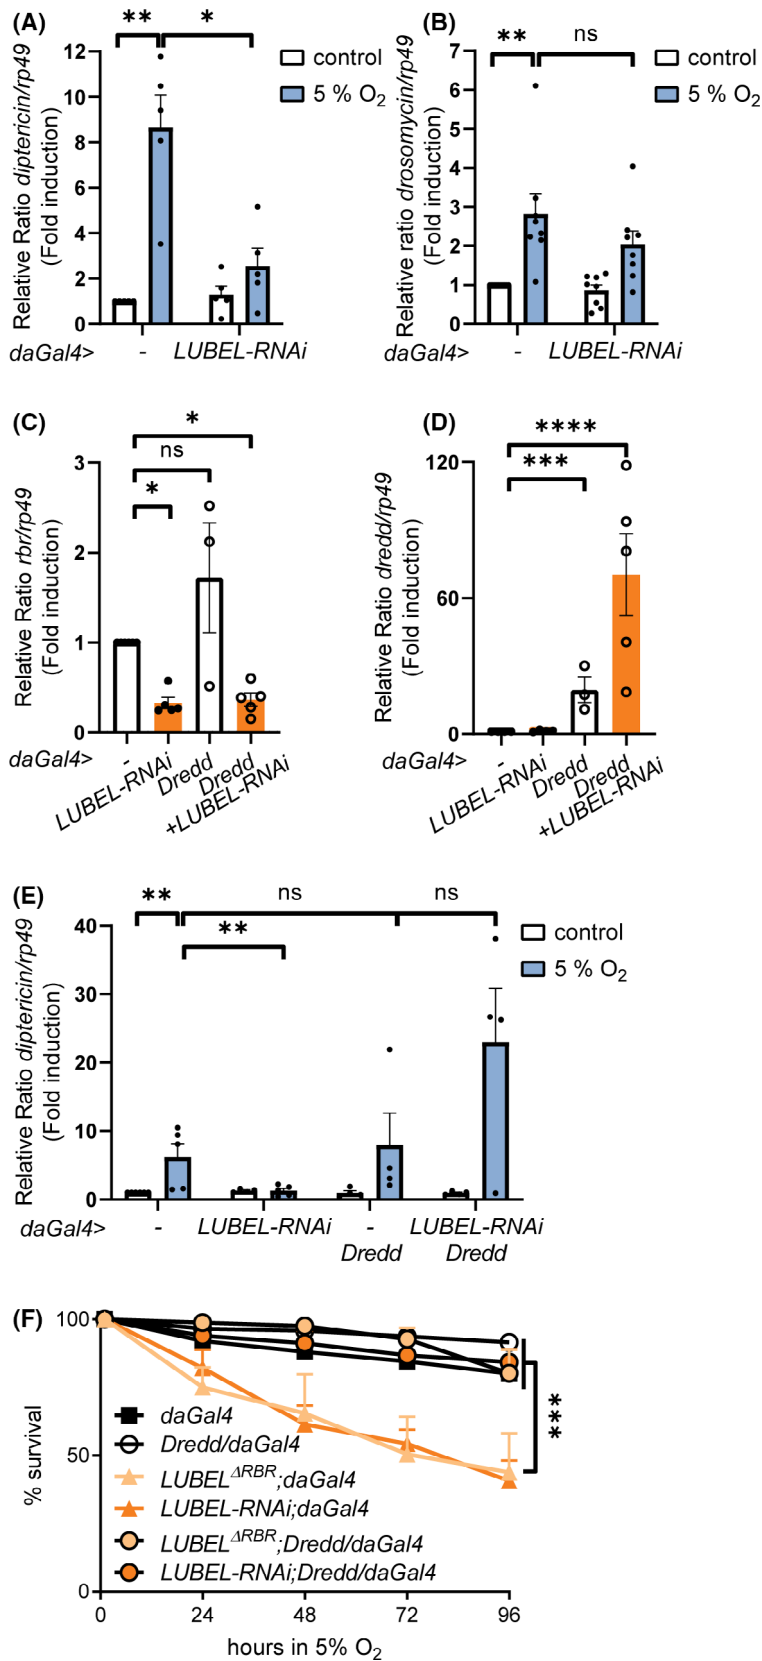 (A)
** *
Relative Ratio diptericin/rp49
(Fold induction)
12
10
8
6
4
2
0
control
5 % O2
daGal4> - LUBEL-RNAi
(B)
** ns
Relative ratio drosomycin/rp49
(Fold induction)
7
6
5
4
3
2
1
0
control
5 % O2
- LUBEL-RNAi
(C)
*
ns
*
Relative Ratio rbr/rp49
(Fold induction)
3
2
1
0
daGal4> -
LUBEL-RNAi
Dredd
Dredd
+LUBEL-RNAi
(D)
****
***
Relative Ratio dredd/rp49
(Fold induction)
120
60
0
daGal4> -
LUBEL-RNAi
Dredd
Dredd
+LUBEL-RNAi
(E)
** ns ns
**
Relative Ratio diptericin/rp49
(Fold induction)
40
30
20
10
0
control
5 % O2
daGal4> - LUBEL-RNAi - LUBEL-RNAi
Dredd Dredd
(F)
% survival
100
50
0
daGal4
Dredd/daGal4
LUBELΔRBR;daGal4
LUBEL-RNAi;daGal4
LUBELΔRBR;Dredd/daGal4
LUBEL-RNAi;Dredd/daGal4
***
0 24 48 72 96
hours in 5% O2